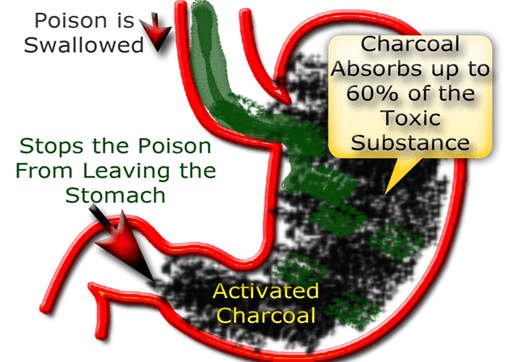 Poison is
Swallowed
Charcoal
Absorbs up to
60% of the
Toxic
Substance
Stops the Poison
From Leaving the
Stomach
Activated
Charcoal